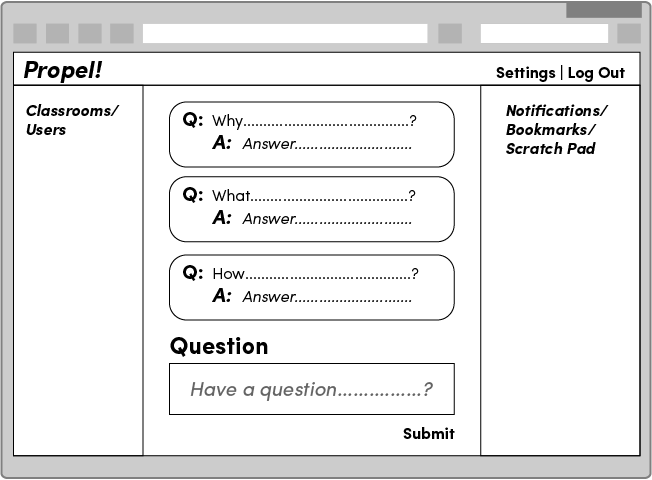 Propel!
Settings | Log Out
Classrooms/
Users
Q: Why.........................................?
A: Answer.............................
Q: What.......................................?
A: Answer.............................
Q: How.........................................?
A: Answer.............................
Question
Have a question................?
Submit
Notifications/
Bookmarks/
Scratch Pad